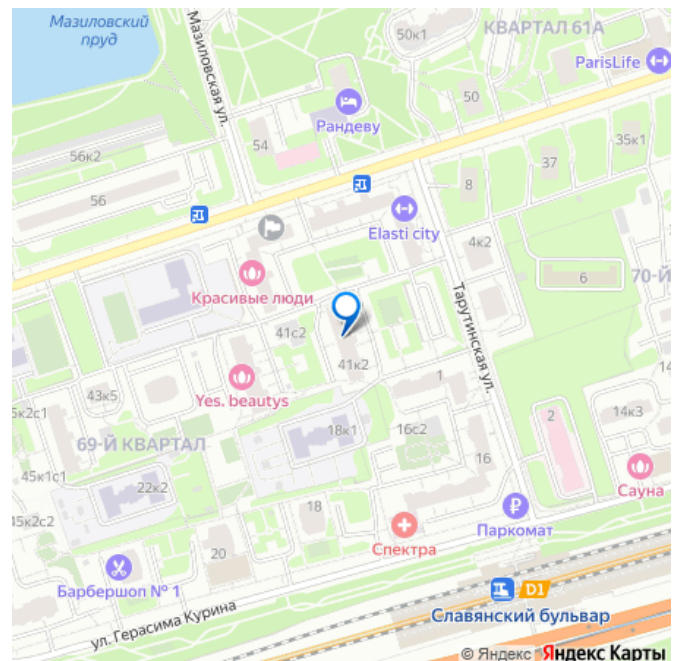 Мазиловский
пруд
Мазиловская ул.
50к1
КВАРТАЛ 61А
ParisLife
Рандеву
50
54
35к1
56к2
37
56
8
Elasti city
4к2
Красивые люди
6
70-Й
Тарутинская ул.
41с2
41к2
1
Yes. beautys
43к5
14к3
2
5к2с1
69-Й КВАРТАЛ
18к1
16с2
16
45к1с1
22к2
Сауна
18
Паркомат
45к2с2
Спектра
20
Барбершоп № 1
D1
Славянский бульвар
ул. Герасима Курина
© Яндекс Яндекс Карты